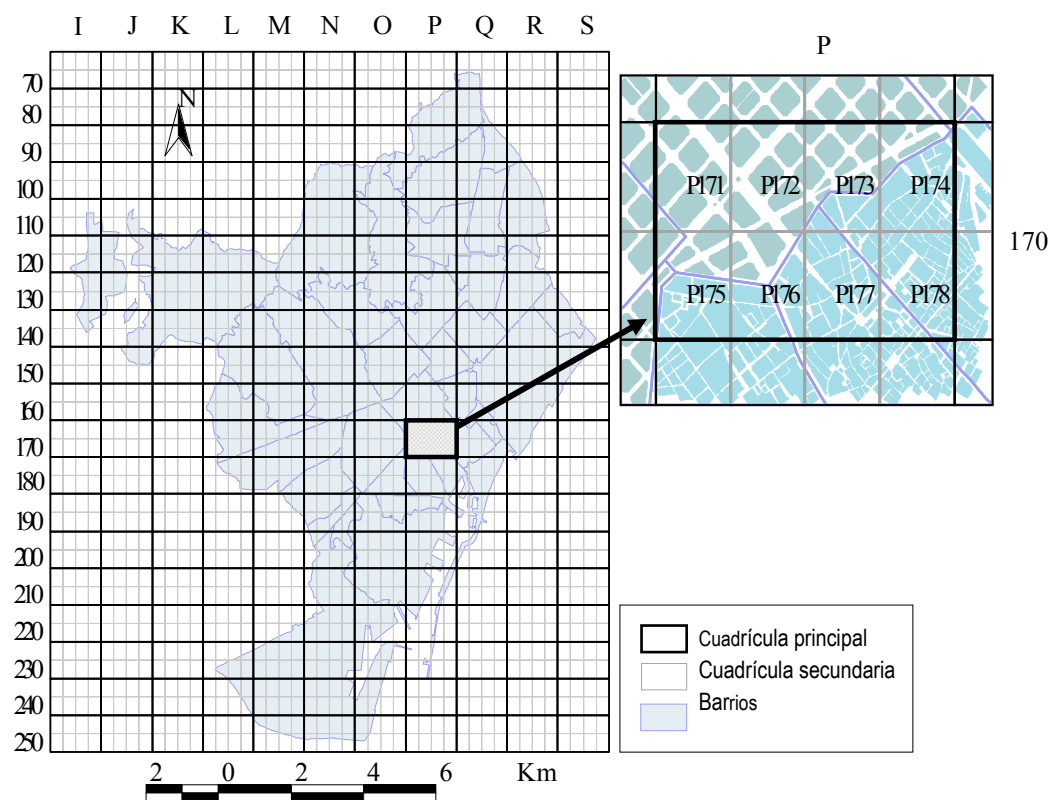 I J K L M N O P Q R S
70
80
90
100
110
120
130
140
150
160
170
180
190
200
210
220
230
240
250
N
P
P171 P172 P173 P174
170
P175 P176 P177 P178
Cuadrícula principal
Cuadrícula secundaria
Barrios
2 0 2 4 6 Km